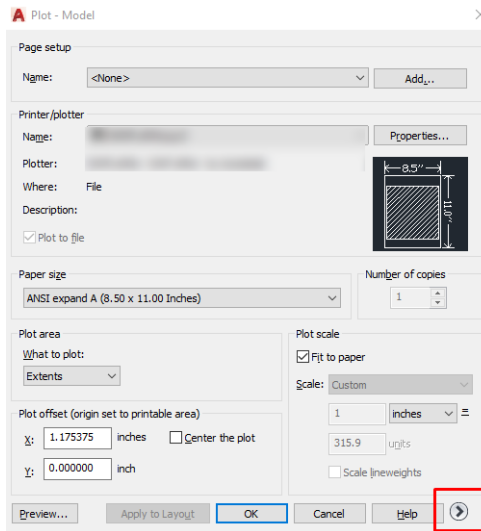 Plot - Model
Page setup
Name: <None> Add...
Printer/plotter
Name: Properties...
Plotter:
Where: File
Description:
Plot to file
8.5"
11.0"
Paper size
ANSI expand A (8.50 x 11.00 Inches)
Number of copies
1
Plot area
What to plot:
Extents
Plot scale
Fit to paper
Scale: Custom
1 inches =
315.9 units
Scale lineweights
Plot offset (origin set to printable area)
X: 1.175375 inches Center the plot
Y: 0.000000 inch
Preview... Apply to Layout OK Cancel Help